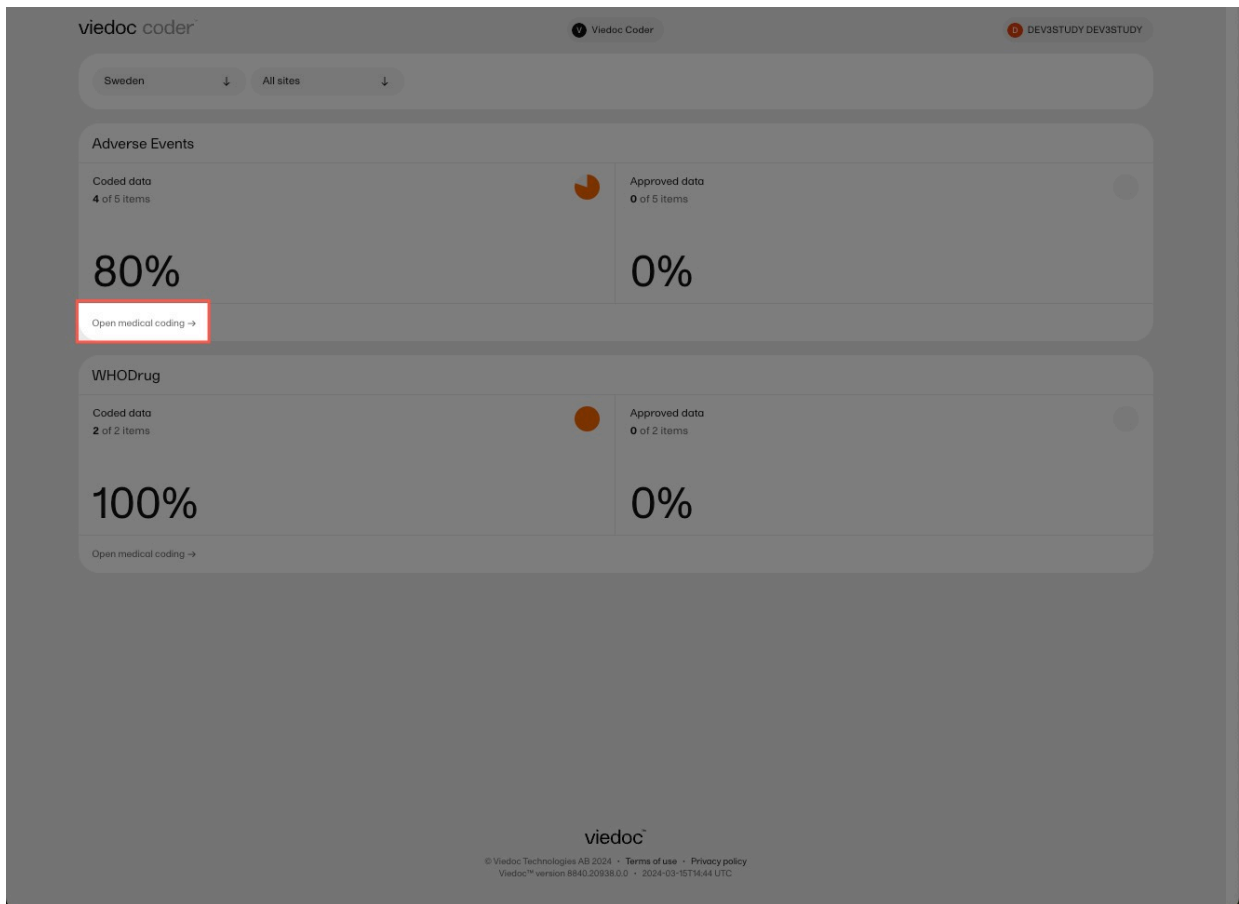 viedoc coder™
V Viedoc Coder
D DEV3STUDY DEV3STUDY
Sweden ↓ All sites ↓
Adverse Events
Coded data
4 of 5 items
80%
Approved data
0 of 5 items
0%
Open medical coding →
WHODrug
Coded data
2 of 2 items
100%
Approved data
0 of 2 items
0%
Open medical coding →
viedoc™
© Viedoc Technologies AB 2024 • Terms of use • Privacy policy
Viedoc™ version 8840.20938.0.0 • 2024-03-15T14:44 UTC